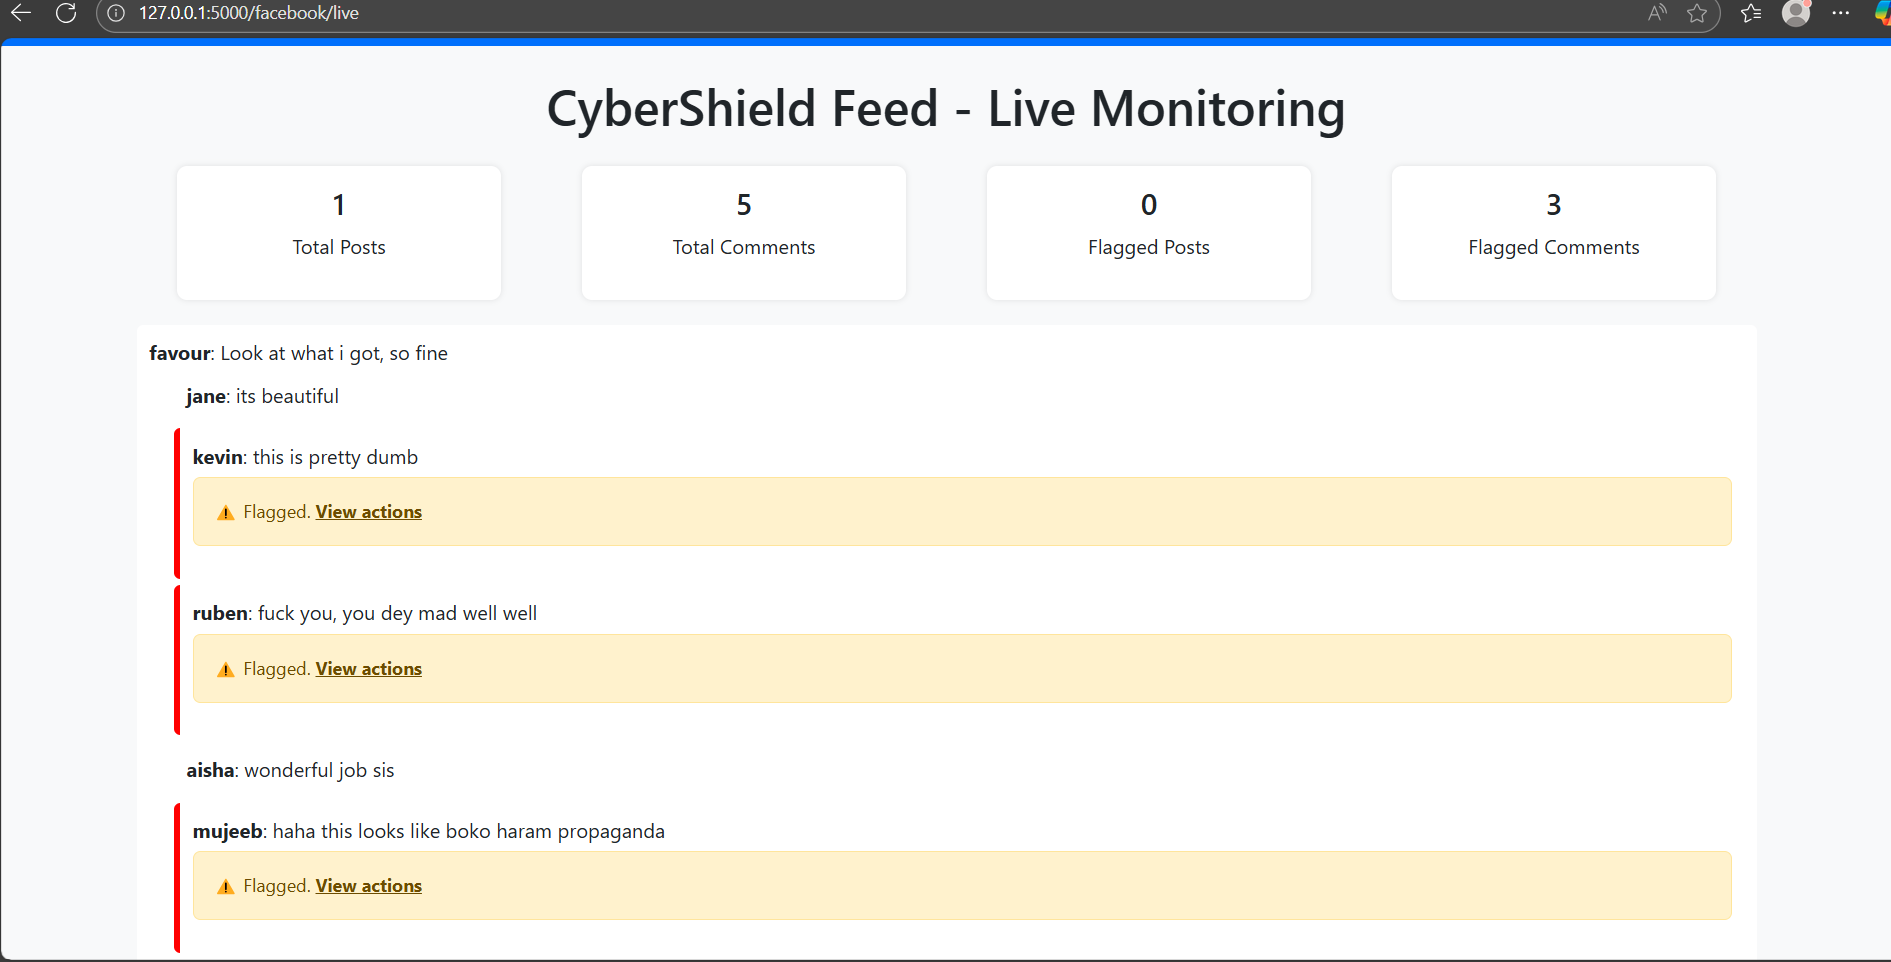 127.0.0.1:5000/facebook/live
CyberShield Feed - Live Monitoring
1
Total Posts
5
Total Comments
0
Flagged Posts
3
Flagged Comments
favour: Look at what i got, so fine
jane: its beautiful
kevin: this is pretty dumb
Flagged. View actions
ruben: fuck you, you dey mad well well
Flagged. View actions
aisha: wonderful job sis
mujeeb: haha this looks like boko haram propaganda
Flagged. View actions